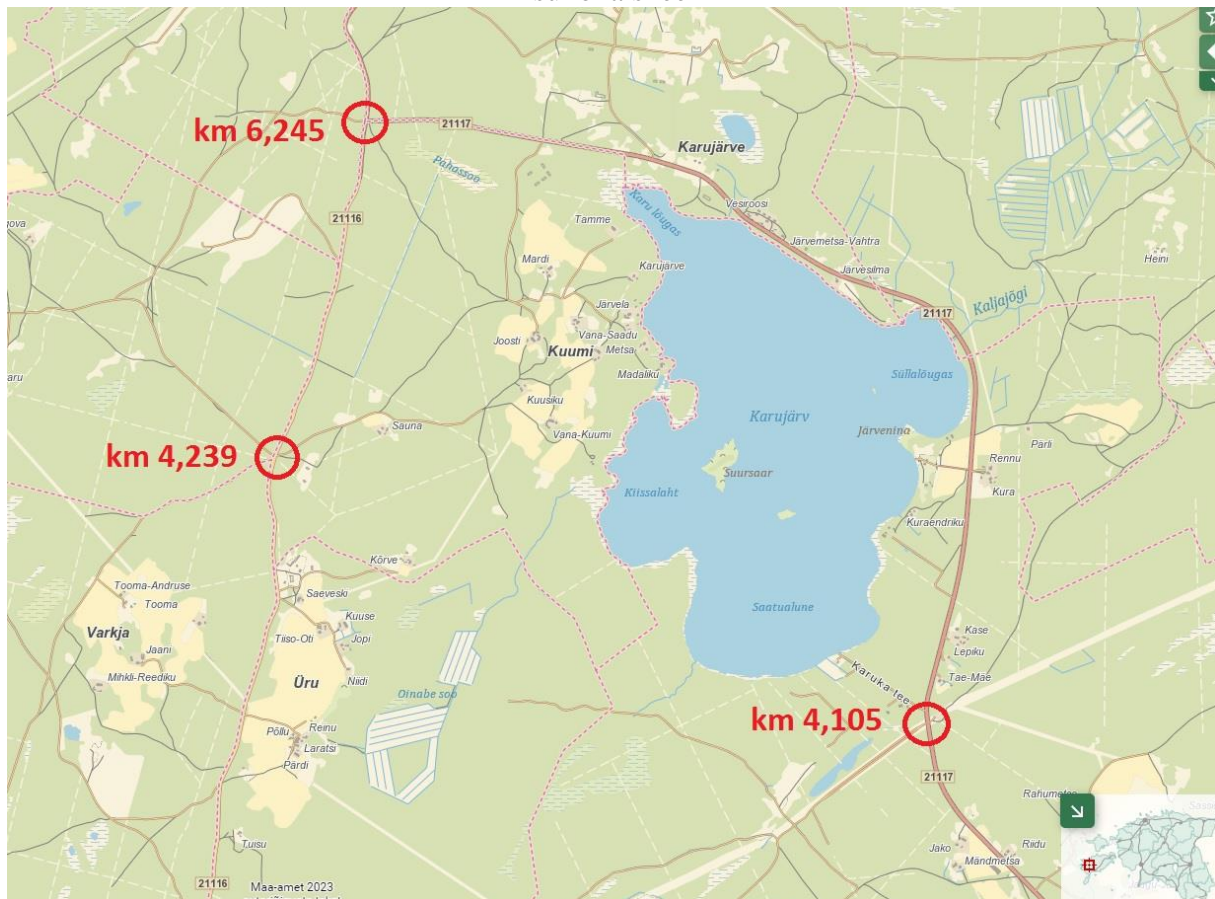 km 6,245
21117
Karujärve
Pahassoo
Karu lõugas
Vesiroosi
Tamme
21116
Järvemetsa-Vahtra
Heini
Mardi
Karujärve
Järvesilma
Kaljajõgi
Järvela
21117
Joosti
Vana-Saadu
Kuumi
Metsa
Madaliku
Süllalõugas
Kuusiku
Karujärv
Sauna
Vana-Kuumi
Järvenina
Pärli
km 4,239
Rennu
Suursaar
Kiissalaht
Kura
Kuraendriku
Kõrve
Tooma-Andruse
Saeveski
Tooma
Saatualune
Kuuse
Varkja
Tiiso-Oti
Jopi
Kase
Jaani
Lepiku
Mihkli-Reediku
Üru
Niidi
Karuka tee
Tae-Mäe
Oinabe soo
km 4,105
Põllu
Reinu
Laratsi
Pärdi
21117
Jako
Riidu
Mändmetsa
21116
Maa-amet 2023